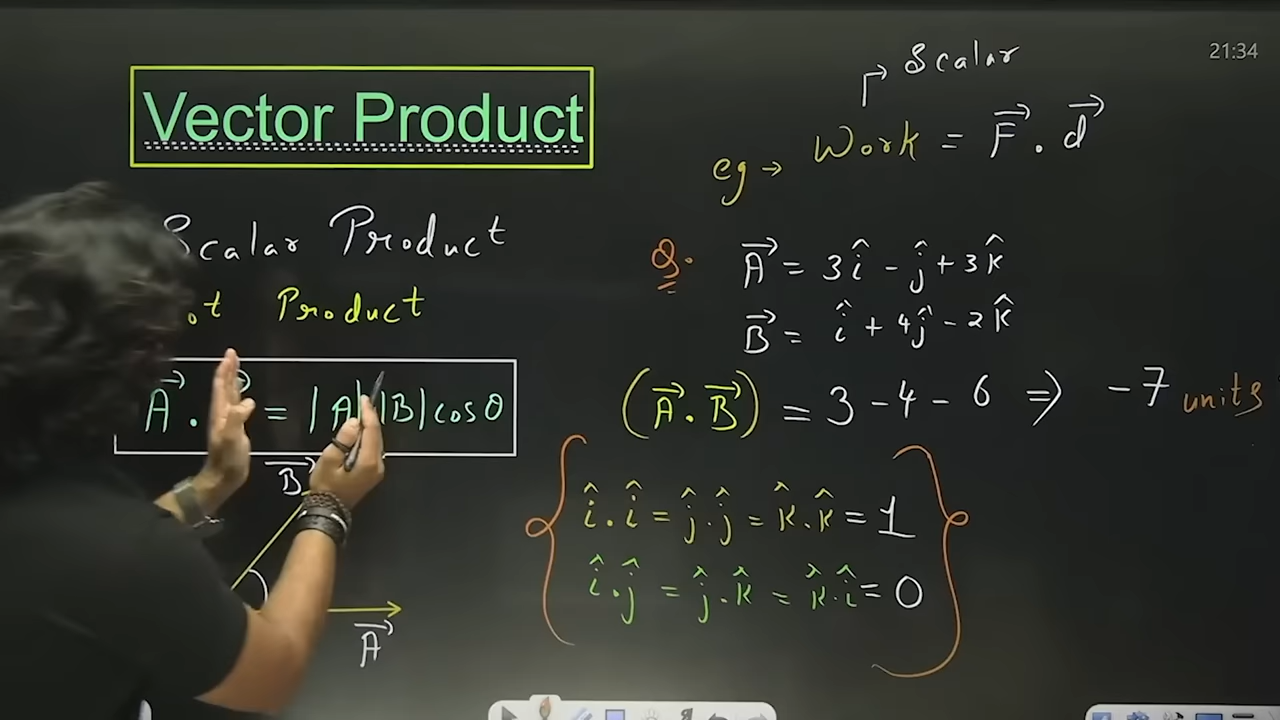 21:34
Vector Product
Scalar
eg → Work = F⃗ . d⃗
Scalar Product
Product
Q. A⃗ = 3î - ĵ + 3k̂
B⃗ = î + 4ĵ - 2k̂
A⃗ . = |A| |B| cos θ
(A⃗ . B⃗) = 3 - 4 - 6 ⇒ -7 units
B⃗
î . î = ĵ . ĵ = k̂ . k̂ = 1
î . ĵ = ĵ . k̂ = k̂ . î = 0
A⃗